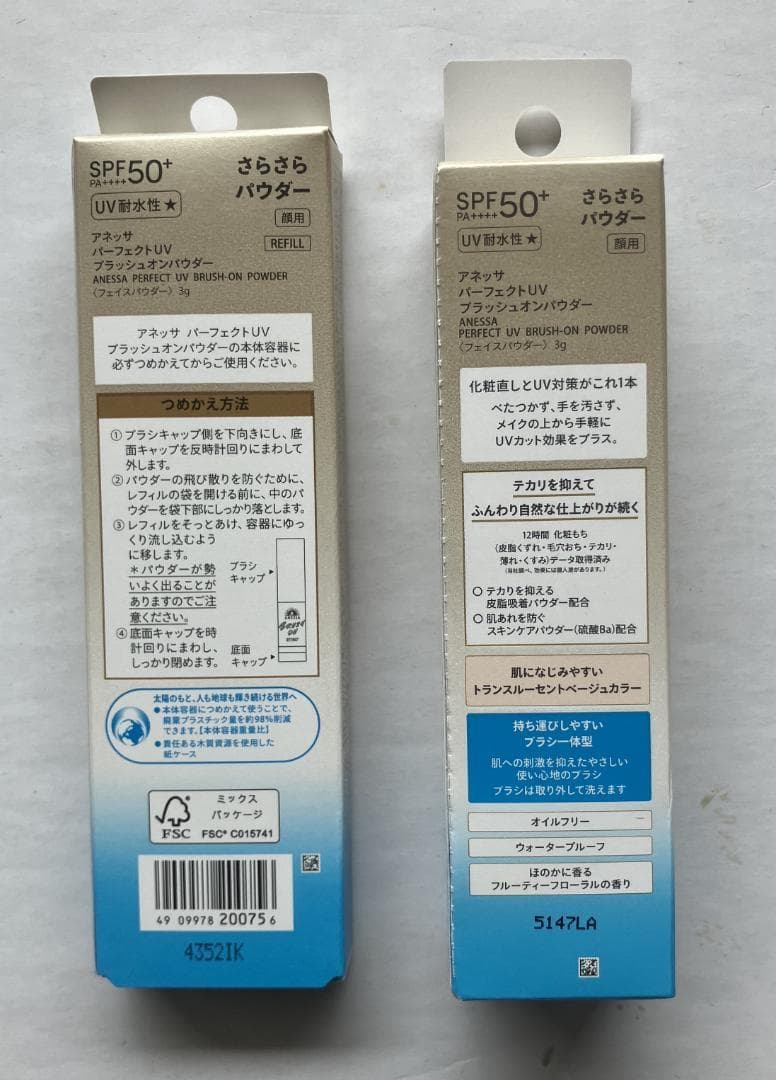 SPF50+
PA++++
UV耐水性★
さらさら
パウダー
顔用
REFILL
アネッサ
パーフェクトUV
ブラッシュオンパウダー
ANESSA PERFECT UV BRUSH-ON POWDER
〈フェイスパウダー〉3g
アネッサ パーフェクトUV
ブラッシュオンパウダーの本体容器に
必ずつめかえてからご使用ください。
つめかえ方法
① ブラシキャップ側を下向きにし、底
面キャップを反時計回りにまわして
外します。
② パウダーの飛び散りを防ぐために、
レフィルの袋を開ける前に、中のパ
ウダーを袋下部にしっかり落とします。
③ レフィルをそっとあけ、容器にゆっ
くり流し込むよう
に移します。
＊パウダーが勢
いよく出ることが
ありますのでご注
意ください。
④ 底面キャップを時
計回りにまわし、
しっかり閉めます。
ブラシ
キャップ
底面
キャップ
太陽のもと、人も地球も輝き続ける世界へ
●本体容器につめかえて使うことで、
廃棄プラスチック量を約98%削減
できます。【本体容器重量比】
●責任ある木質資源を使用した
紙ケース
FSC
ミックス
パッケージ
FSC® C015741
4 909978 200756
4352IK
SPF50+
PA++++
UV耐水性★
さらさら
パウダー
顔用
アネッサ
パーフェクトUV
ブラッシュオンパウダー
ANESSA
PERFECT UV BRUSH-ON POWDER
〈フェイスパウダー〉3g
化粧直しとUV対策がこれ1本
べたつかず、手を汚さず、
メイクの上から手軽に
UVカット効果をプラス。
テカリを抑えて
ふんわり自然な仕上がりが続く
12時間 化粧もち
(皮脂くずれ・毛穴おち・テカリ・
薄れ・くすみ)データ取得済み
(当社調べ。効果には個人差があります。)
○ テカリを抑える
皮脂吸着パウダー配合
○ 肌あれを防ぐ
スキンケアパウダー(硫酸Ba)配合
肌になじみやすい
トランスルーセントベージュカラー
持ち運びしやすい
ブラシ一体型
肌への刺激を抑えたやさしい
使い心地のブラシ
ブラシは取り外して洗えます
オイルフリー
ウォータープルーフ
ほのかに香る
フルーティーフローラルの香り
5147LA